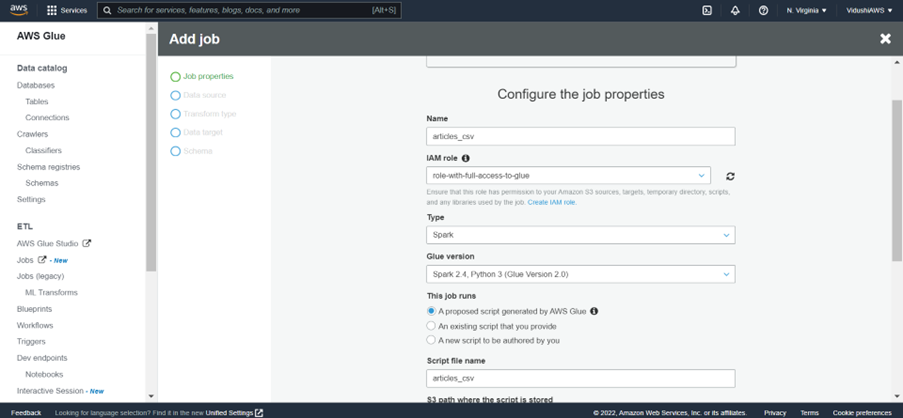 aws
Services
Search for services, features, blogs, docs, and more
[Alt+S]
N. Virginia
VidushiAWS
AWS Glue
Data catalog
Databases
Tables
Connections
Crawlers
Classifiers
Schema registries
Schemas
Settings
ETL
AWS Glue Studio
Jobs - New
Jobs (legacy)
ML Transforms
Blueprints
Workflows
Triggers
Dev endpoints
Notebooks
Interactive Session - New
Add job
Job properties
Data source
Transform type
Data target
Schema
Configure the job properties
Name
articles_csv
IAM role
role-with-full-access-to-glue
Ensure that this role has permission to your Amazon S3 sources, targets, temporary directory, scripts,
and any libraries used by the job. Create IAM role.
Type
Spark
Glue version
Spark 2.4, Python 3 (Glue Version 2.0)
This job runs
A proposed script generated by AWS Glue
An existing script that you provide
A new script to be authored by you
Script file name
articles_csv
S3 path where the script is stored
Feedback
Looking for language selection? Find it in the new Unified Settings
© 2022, Amazon Web Services, Inc. or its affiliates.
Privacy
Terms
Cookie preferences